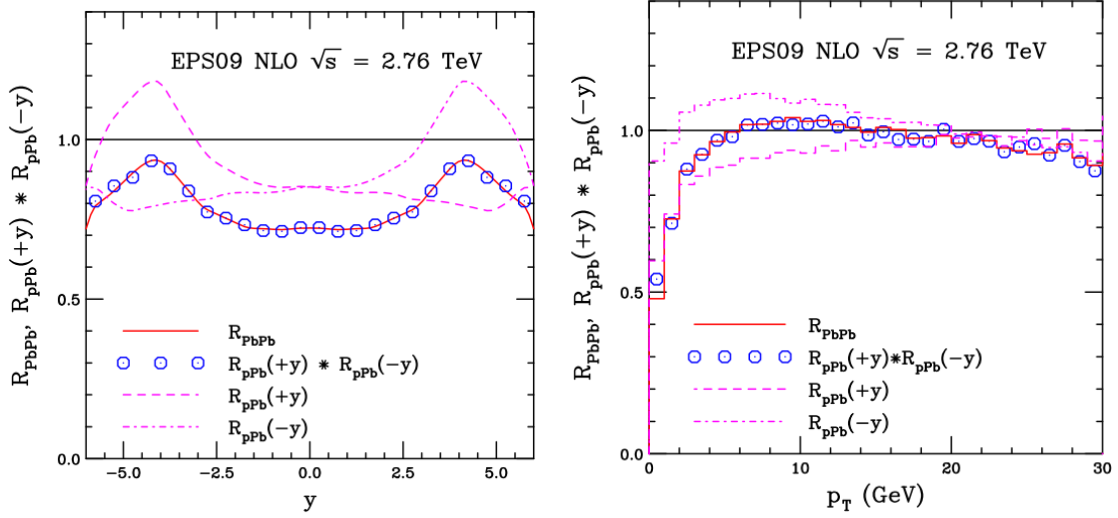 EPS09 NLO √s = 2.76 TeV
R_PbPb, R_pPb(+y) * R_pPb(-y)
1.0
0.5
0.0
R_PbPb
R_pPb(+y) * R_pPb(-y)
R_pPb(+y)
R_pPb(-y)
-5.0 -2.5 0.0 2.5 5.0
y
EPS09 NLO √s = 2.76 TeV
R_PbPb, R_pPb(+y) * R_pPb(-y)
1.0
0.5
0.0
R_PbPb
R_pPb(+y)*R_pPb(-y)
R_pPb(+y)
R_pPb(-y)
0 10 20 30
p_T (GeV)